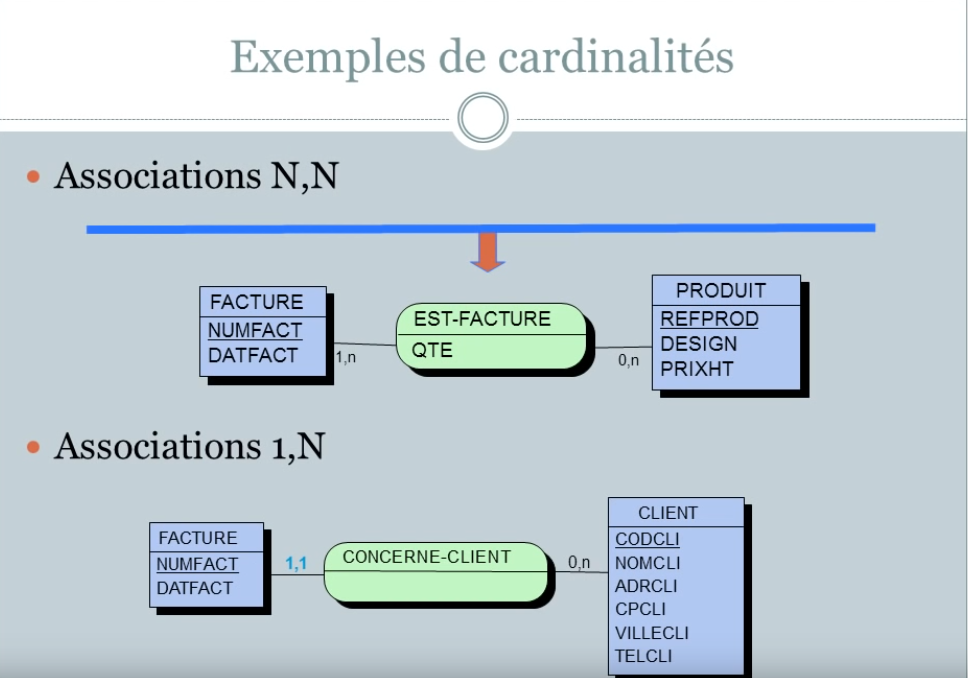 Exemples de cardinalités
• Associations N,N
FACTURE
NUMFACT
DATFACT
1,n
EST-FACTURE
QTE
0,n
PRODUIT
REFPROD
DESIGN
PRIXHT
• Associations 1,N
FACTURE
NUMFACT
DATFACT
1,1
CONCERNE-CLIENT
0,n
CLIENT
CODCLI
NOMCLI
ADRCLI
CPCLI
VILLECLI
TELCLI